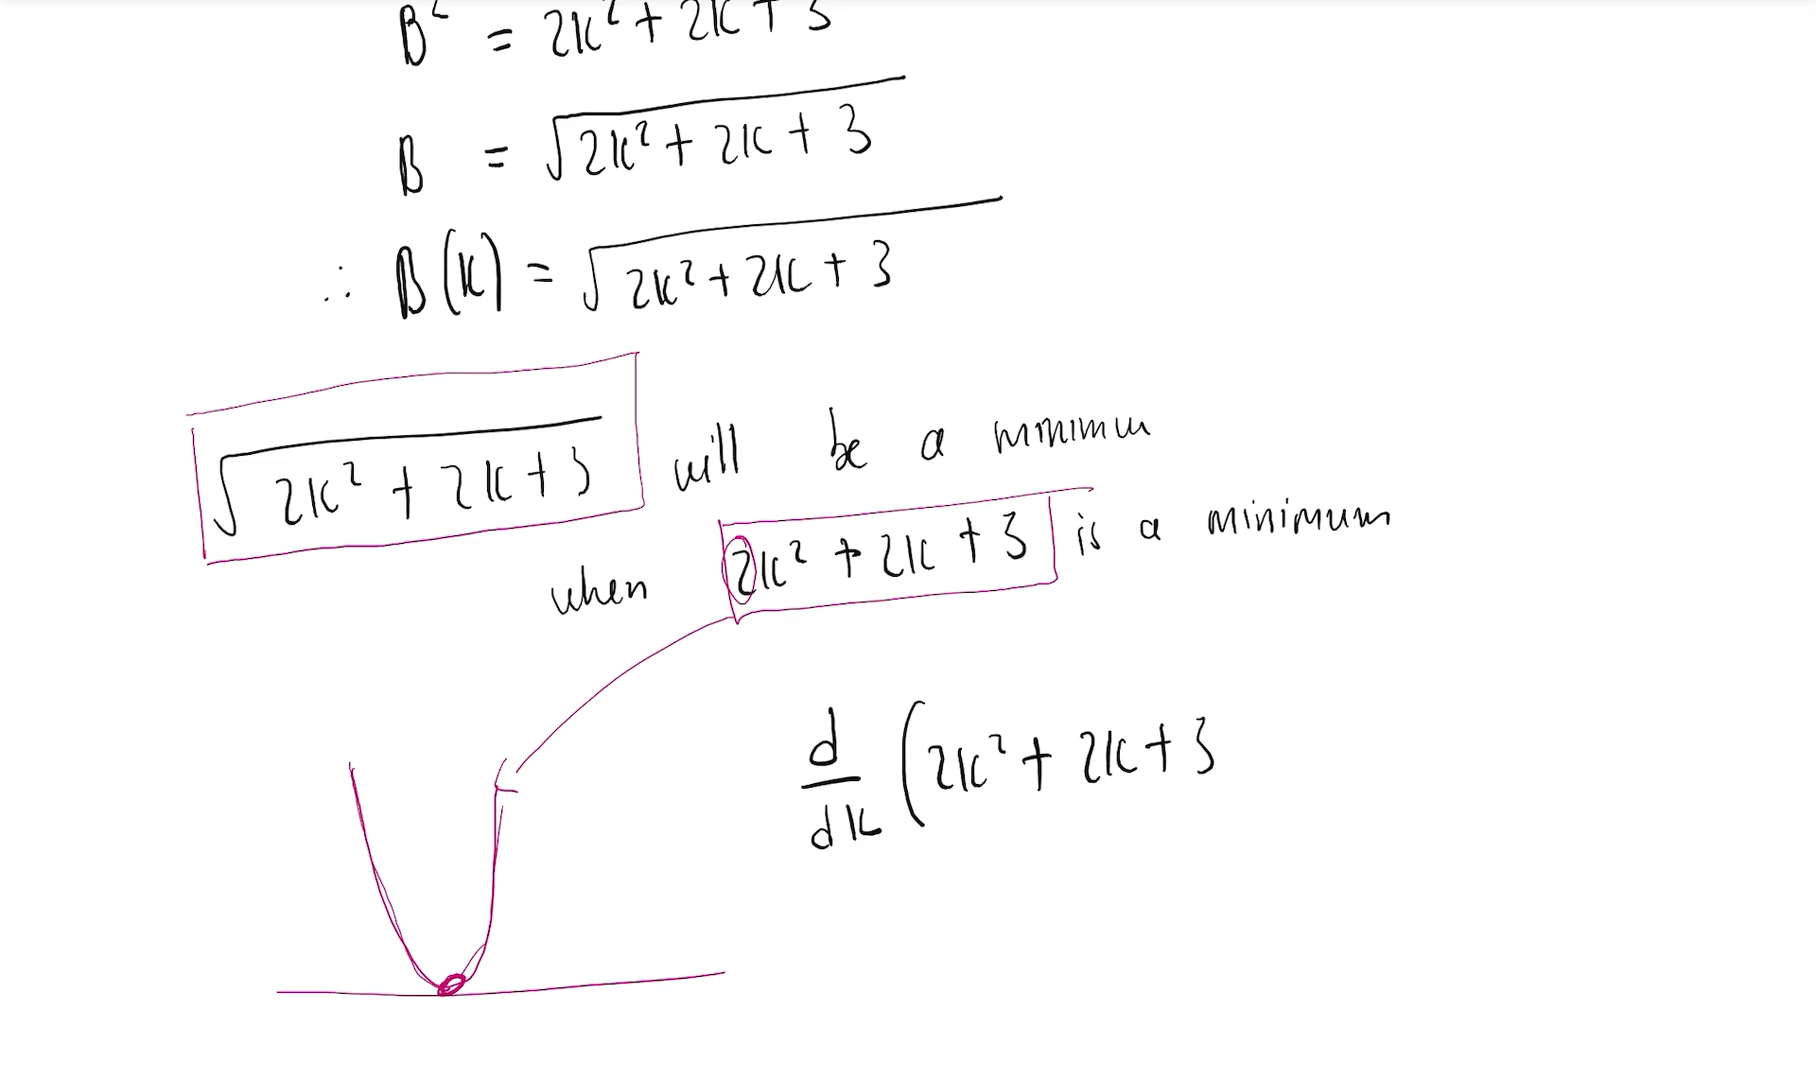 B² = 2k² + 2k + 3
B = √2k² + 2k + 3
∴ B(k) = √2k² + 2k + 3
√2k² + 2k + 3 will be a minimum
when 2k² + 2k + 3 is a minimum
d/dk (2k² + 2k + 3